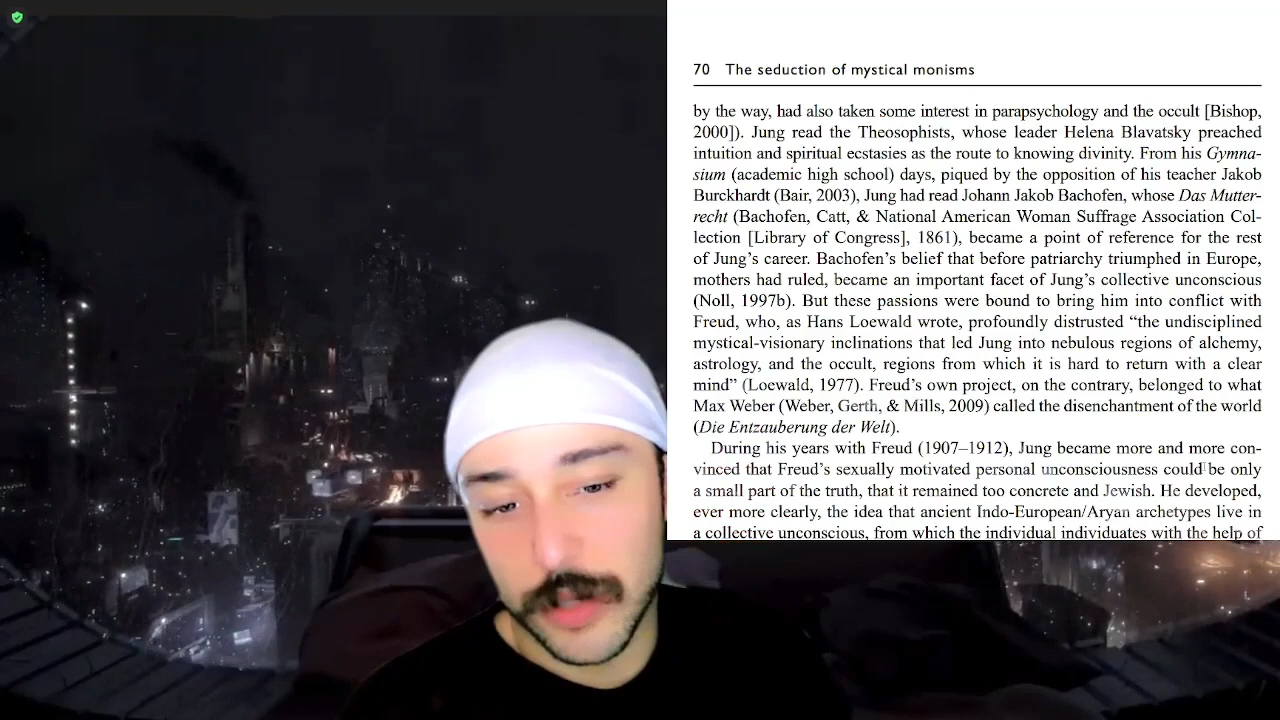 70 The seduction of mystical monisms
by the way, had also taken some interest in parapsychology and the occult [Bishop,
2000]). Jung read the Theosophists, whose leader Helena Blavatsky preached
intuition and spiritual ecstasies as the route to knowing divinity. From his Gymna-
sium (academic high school) days, piqued by the opposition of his teacher Jakob
Burckhardt (Bair, 2003), Jung had read Johann Jakob Bachofen, whose Das Mutter-
recht (Bachofen, Catt, & National American Woman Suffrage Association Col-
lection [Library of Congress], 1861), became a point of reference for the rest
of Jung's career. Bachofen's belief that before patriarchy triumphed in Europe,
mothers had ruled, became an important facet of Jung's collective unconscious
(Noll, 1997b). But these passions were bound to bring him into conflict with
Freud, who, as Hans Loewald wrote, profoundly distrusted “the undisciplined
mystical-visionary inclinations that led Jung into nebulous regions of alchemy,
astrology, and the occult, regions from which it is hard to return with a clear
mind” (Loewald, 1977). Freud's own project, on the contrary, belonged to what
Max Weber (Weber, Gerth, & Mills, 2009) called the disenchantment of the world
(Die Entzauberung der Welt).
During his years with Freud (1907–1912), Jung became more and more con-
vinced that Freud's sexually motivated personal unconsciousness could be only
a small part of the truth, that it remained too concrete and Jewish. He developed,
ever more clearly, the idea that ancient Indo-European/Aryan archetypes live in
a collective unconscious, from which the individual individuates with the help of